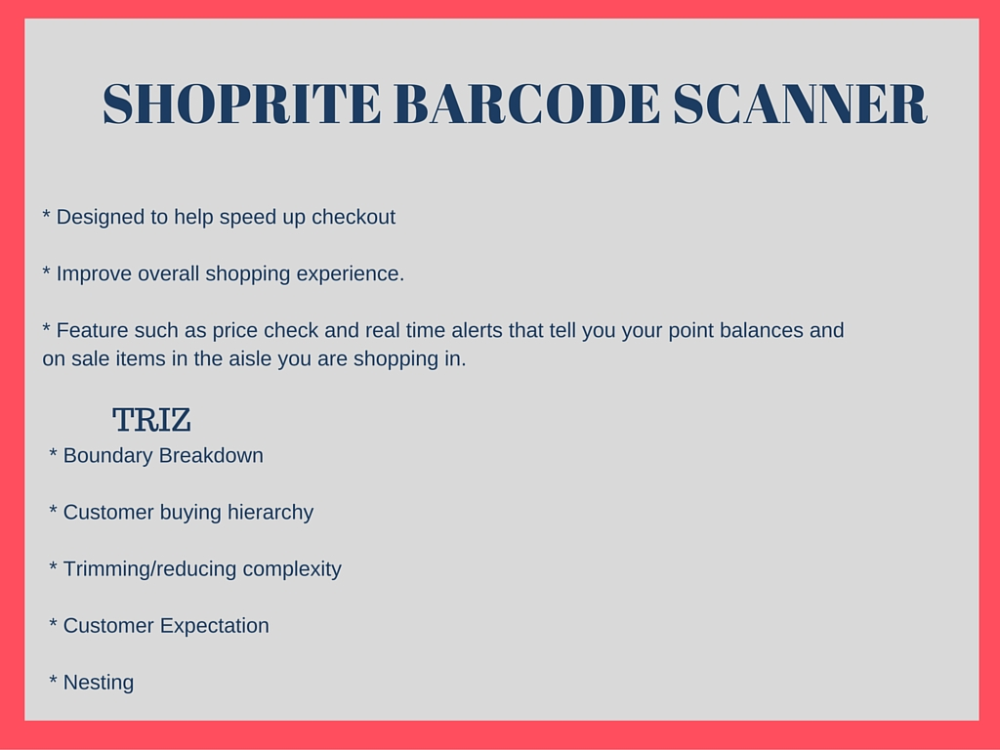 SHOPRITE BARCODE SCANNER
* Designed to help speed up checkout
* Improve overall shopping experience.
* Feature such as price check and real time alerts that tell you your point balances and
on sale items in the aisle you are shopping in.
TRIZ
* Boundary Breakdown
* Customer buying hierarchy
* Trimming/reducing complexity
* Customer Expectation
* Nesting